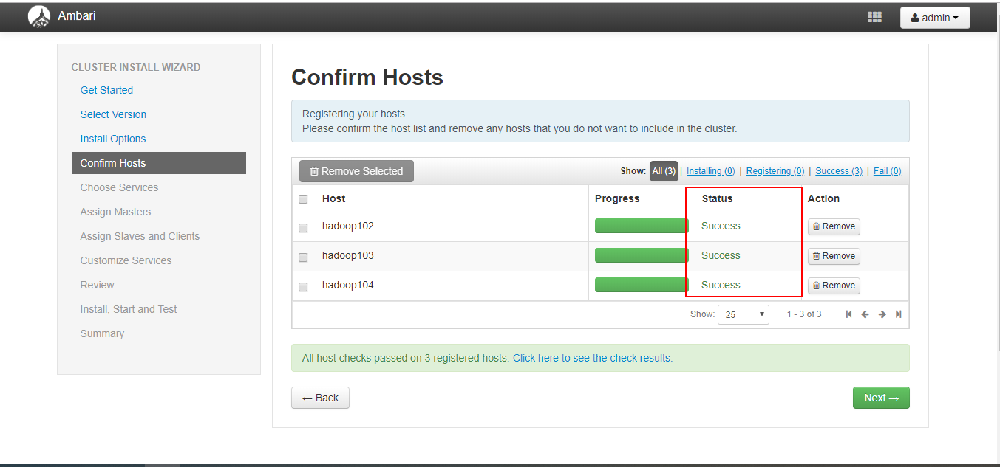 Ambari
admin
CLUSTER INSTALL WIZARD
Get Started
Select Version
Install Options
Confirm Hosts
Choose Services
Assign Masters
Assign Slaves and Clients
Customize Services
Review
Install, Start and Test
Summary
Confirm Hosts
Registering your hosts.
Please confirm the host list and remove any hosts that you do not want to include in the cluster.
Remove Selected Show: All (3) | Installing (0) | Registering (0) | Success (3) | Fail (0)
Host Progress Status Action
hadoop102 Success Remove
hadoop103 Success Remove
hadoop104 Success Remove
Show: 25 1 - 3 of 3
All host checks passed on 3 registered hosts. Click here to see the check results.
← Back Next →